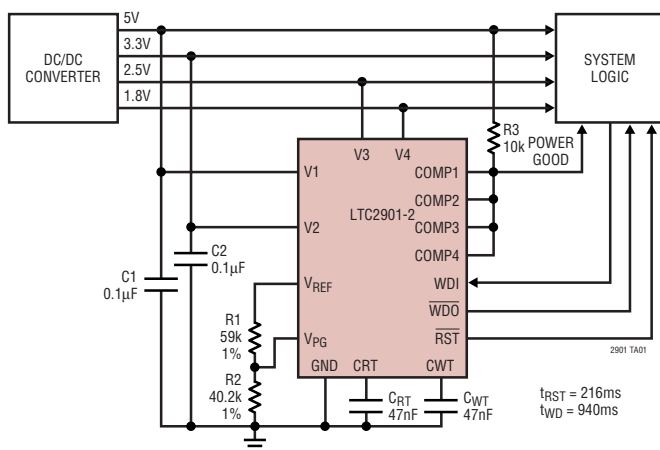 DC/DC
CONVERTER
5V
3.3V
2.5V
1.8V
SYSTEM
LOGIC
R3
10k
POWER
GOOD
V3
V4
V1
V2
VREF
VPG
GND
CRT
CWT
LTC2901-2
COMP1
COMP2
COMP3
COMP4
WDI
WDO
RST
C2
0.1μF
C1
0.1μF
R1
59k
1%
R2
40.2k
1%
CRT
47nF
CWT
47nF
2901 TA01
tRST = 216ms
tWD = 940ms